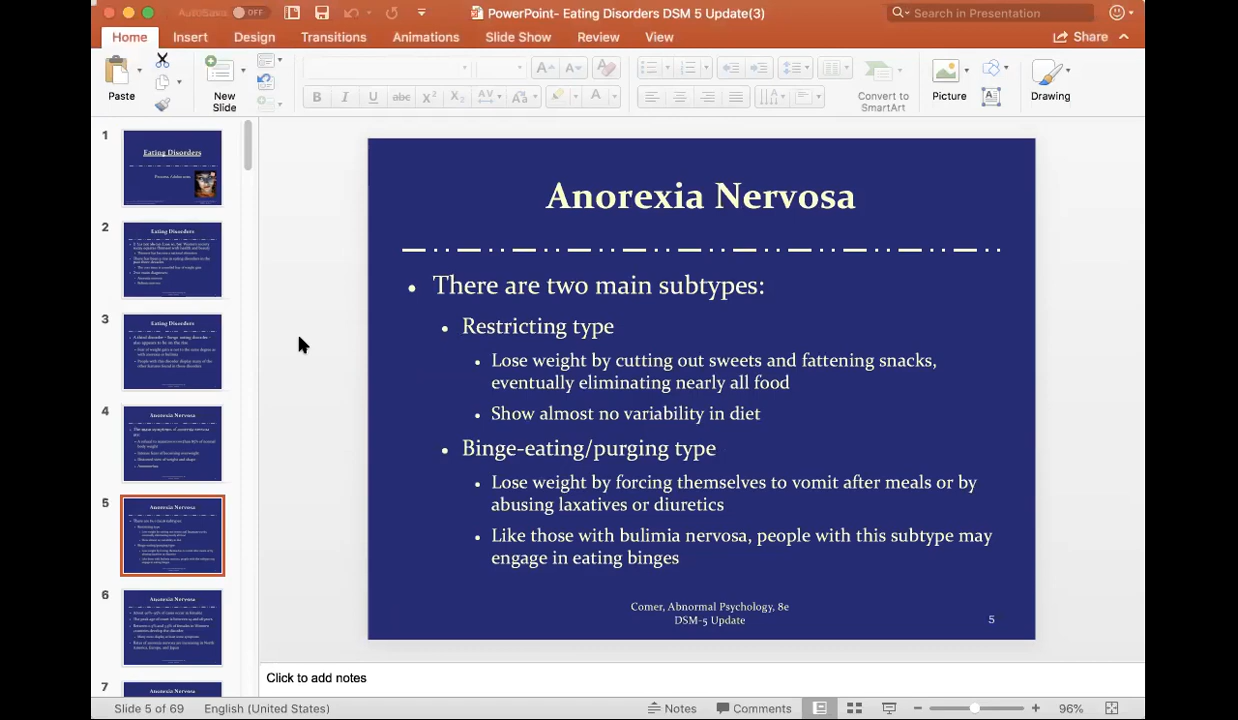 AutoSave OFF
PowerPoint- Eating Disorders DSM 5 Update(3)
Search in Presentation
Home Insert Design Transitions Animations Slide Show Review View Share
Paste
New Slide
B I U abc X² X₂ AV Aa A
Convert to SmartArt
Picture
Drawing
1
Eating Disorders
2
Eating Disorders
3
Eating Disorders
4
Anorexia Nervosa
5
Anorexia Nervosa
6
Anorexia Nervosa
7
Anorexia Nervosa
Anorexia Nervosa
• There are two main subtypes:
• Restricting type
• Lose weight by cutting out sweets and fattening snacks,
eventually eliminating nearly all food
• Show almost no variability in diet
• Binge-eating/purging type
• Lose weight by forcing themselves to vomit after meals or by
abusing laxatives or diuretics
• Like those with bulimia nervosa, people with this subtype may
engage in eating binges
Comer, Abnormal Psychology, 8e
DSM-5 Update
5
Click to add notes
Slide 5 of 69 English (United States) Notes Comments 96%